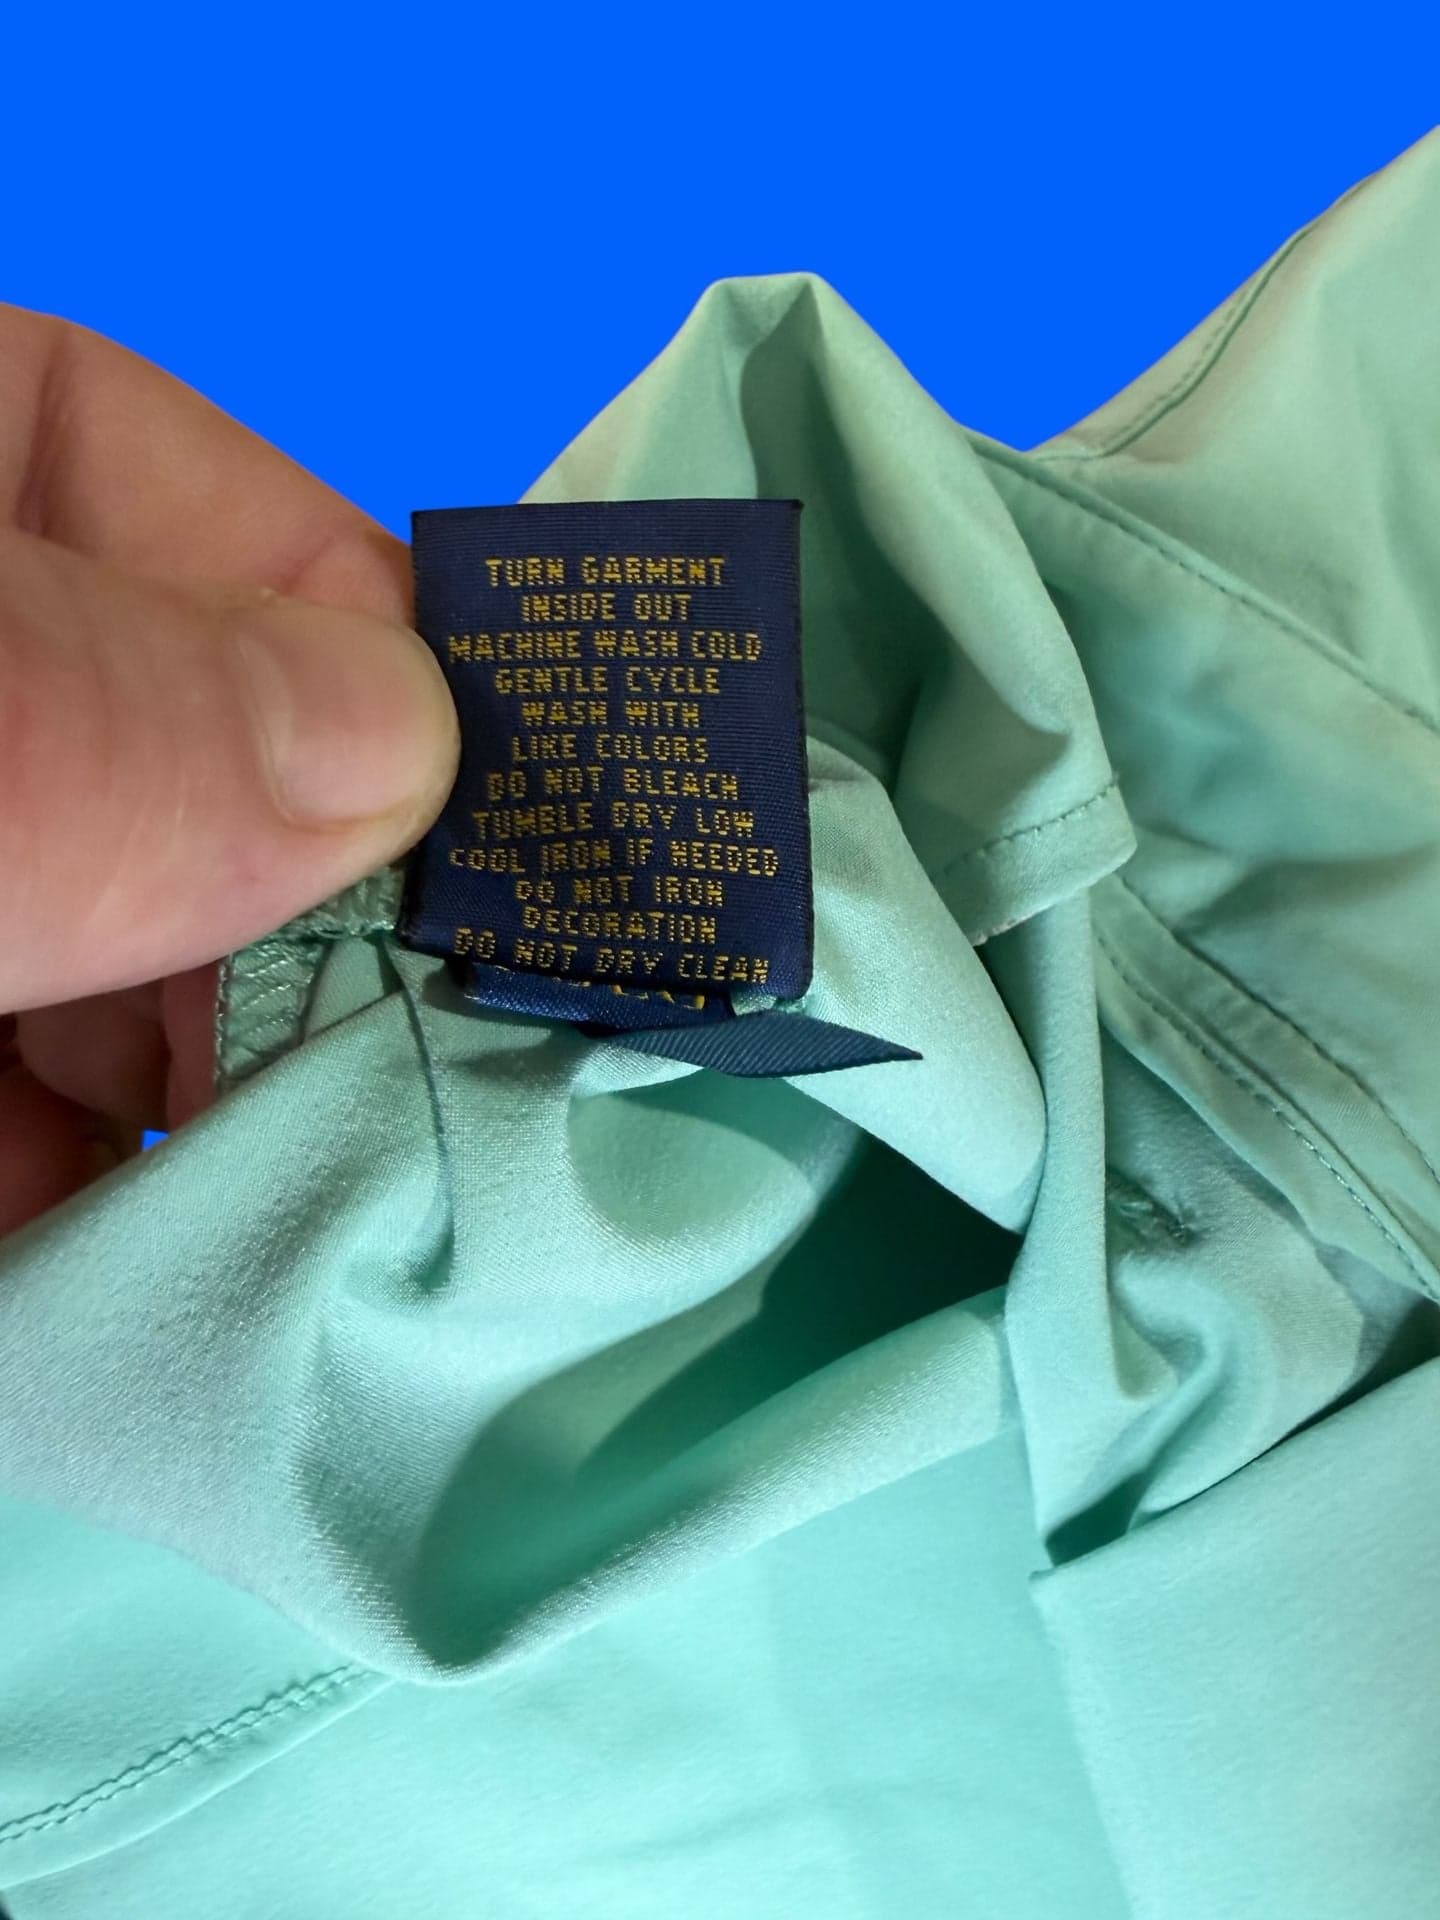 TURN GARMENT
INSIDE OUT
MACHINE WASH COLD
GENTLE CYCLE
WASH WITH
LIKE COLORS
DO NOT BLEACH
TUMBLE DRY LOW
COOL IRON IF NEEDED
DO NOT IRON
DECORATION
DO NOT DRY CLEAN